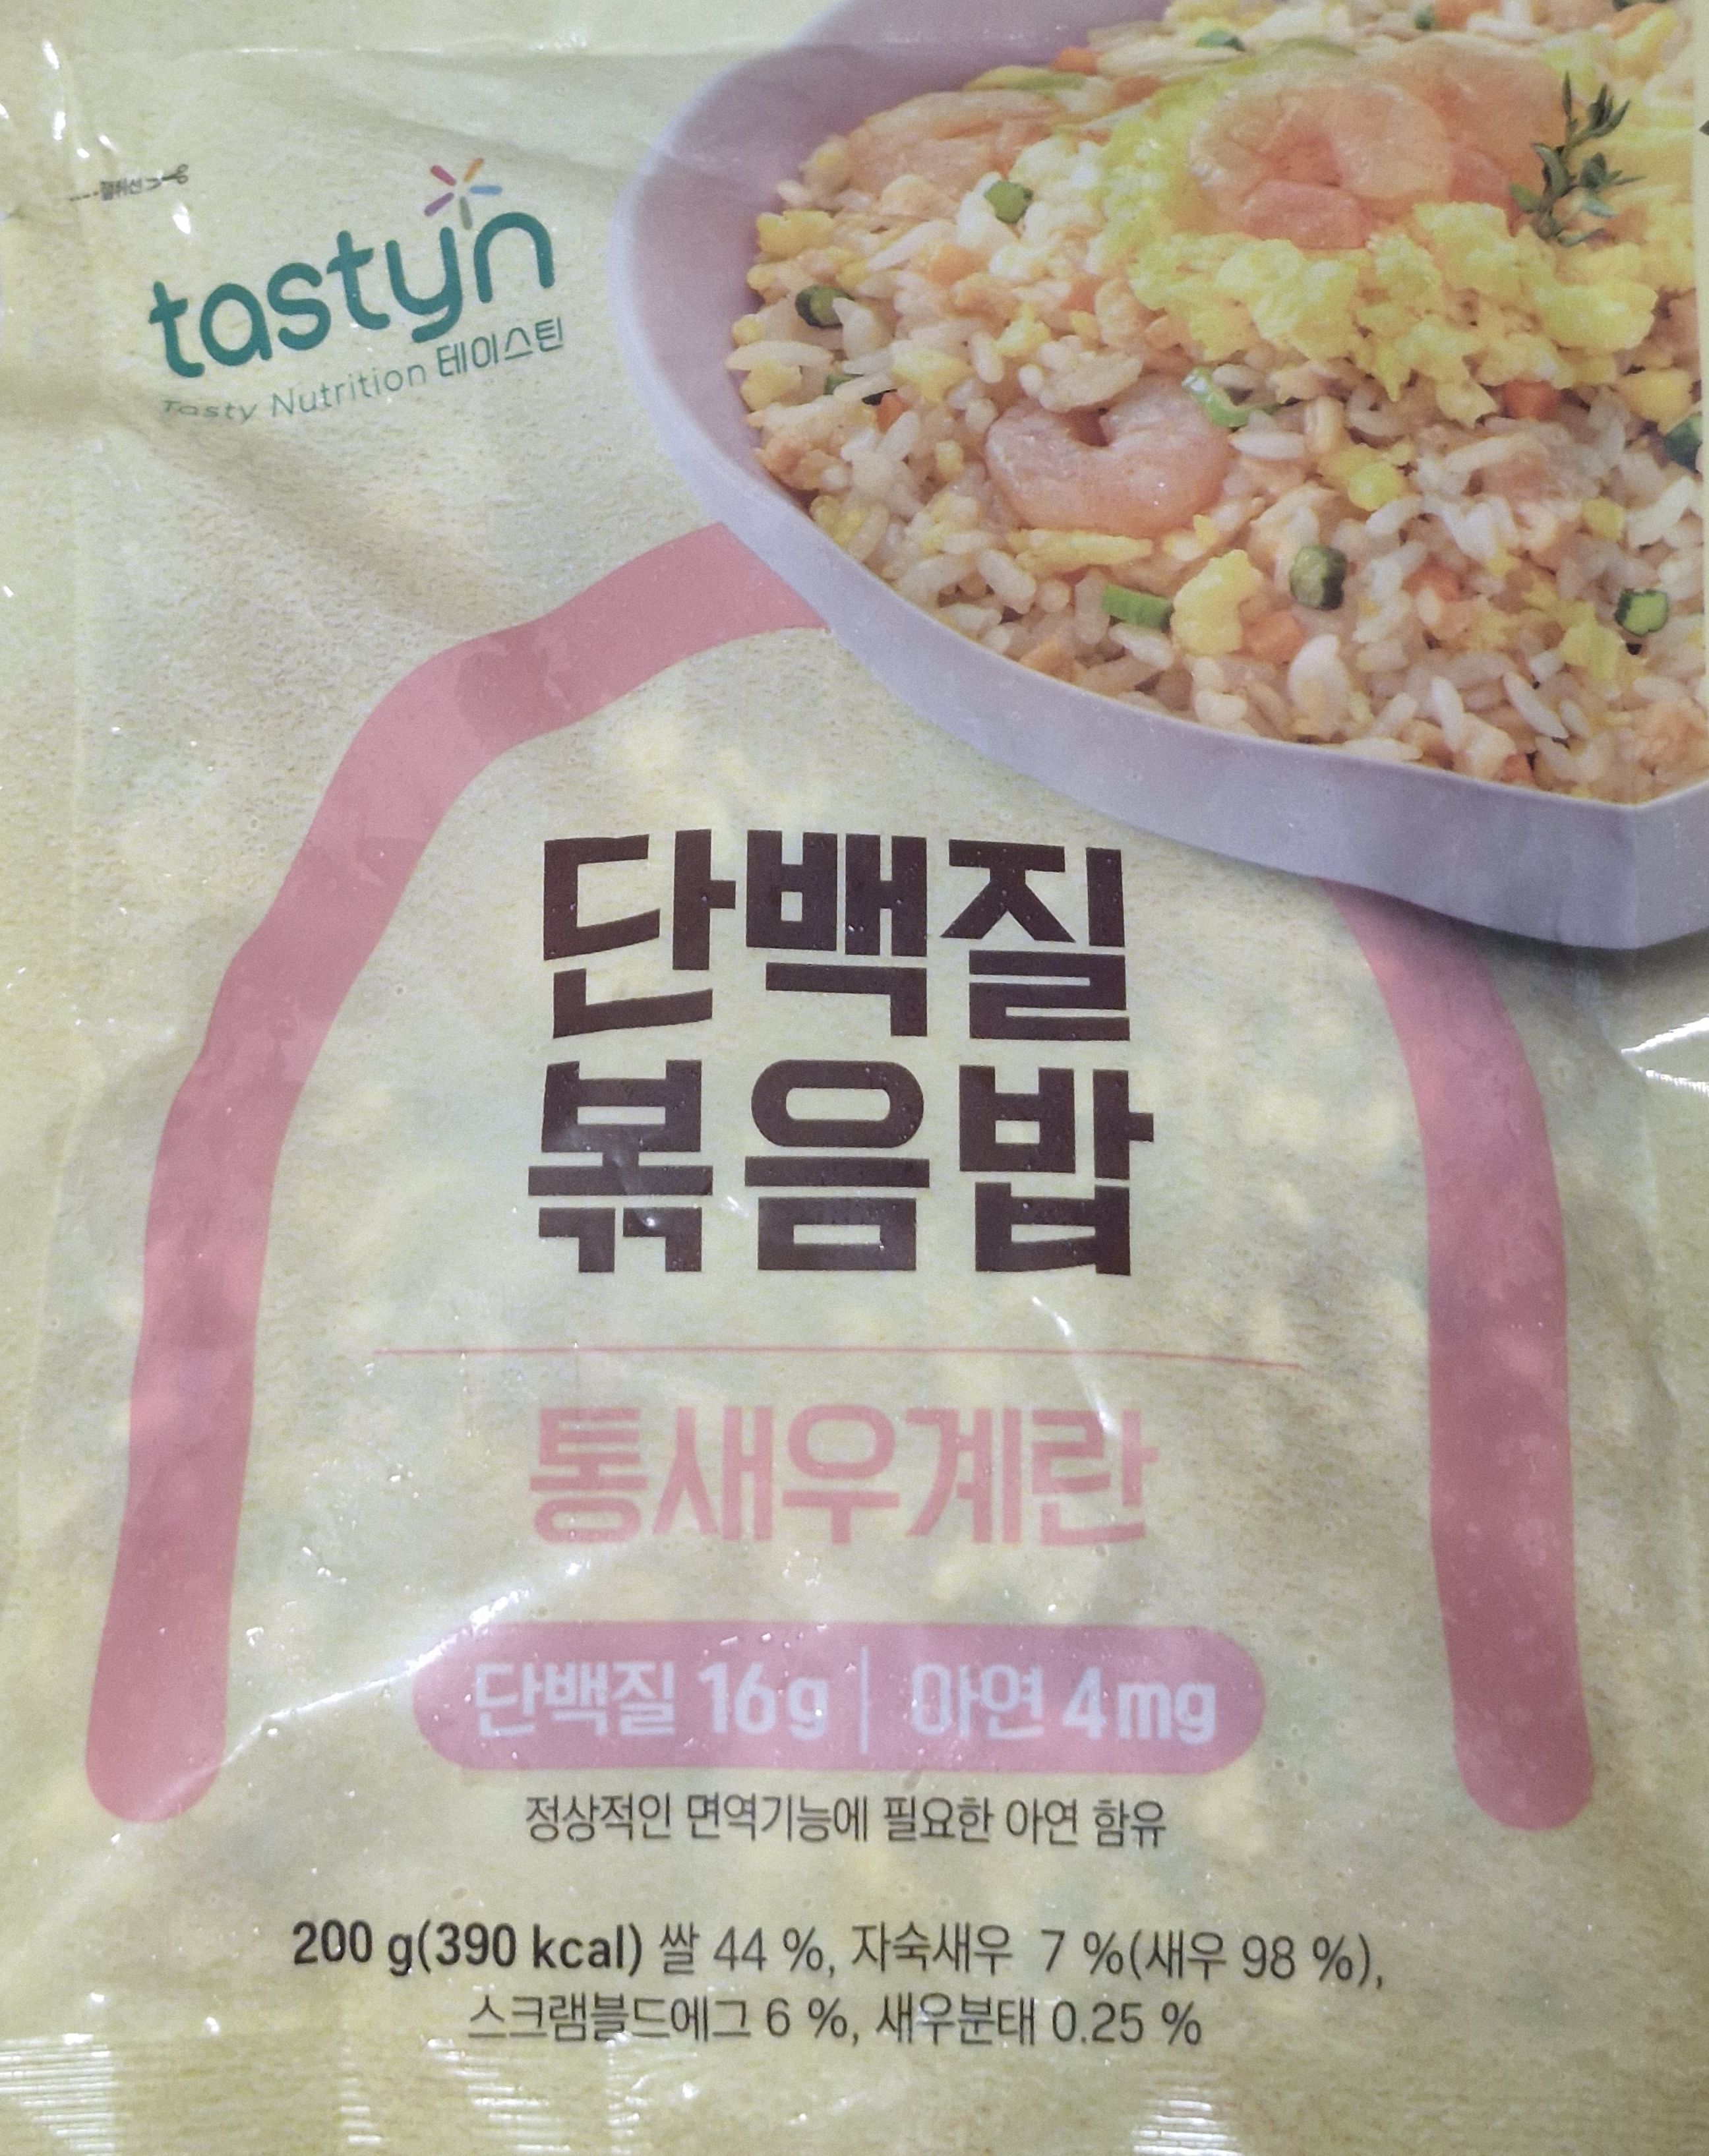 절취선
tastyn
Tasty Nutrition 테이스틴
단백질
볶음밥
통새우계란
단백질 16g | 아연 4mg
정상적인 면역기능에 필요한 아연 함유
200 g(390 kcal) 쌀 44 %, 자숙새우 7 %(새우 98 %),
스크램블드에그 6 %, 새우분태 0.25 %